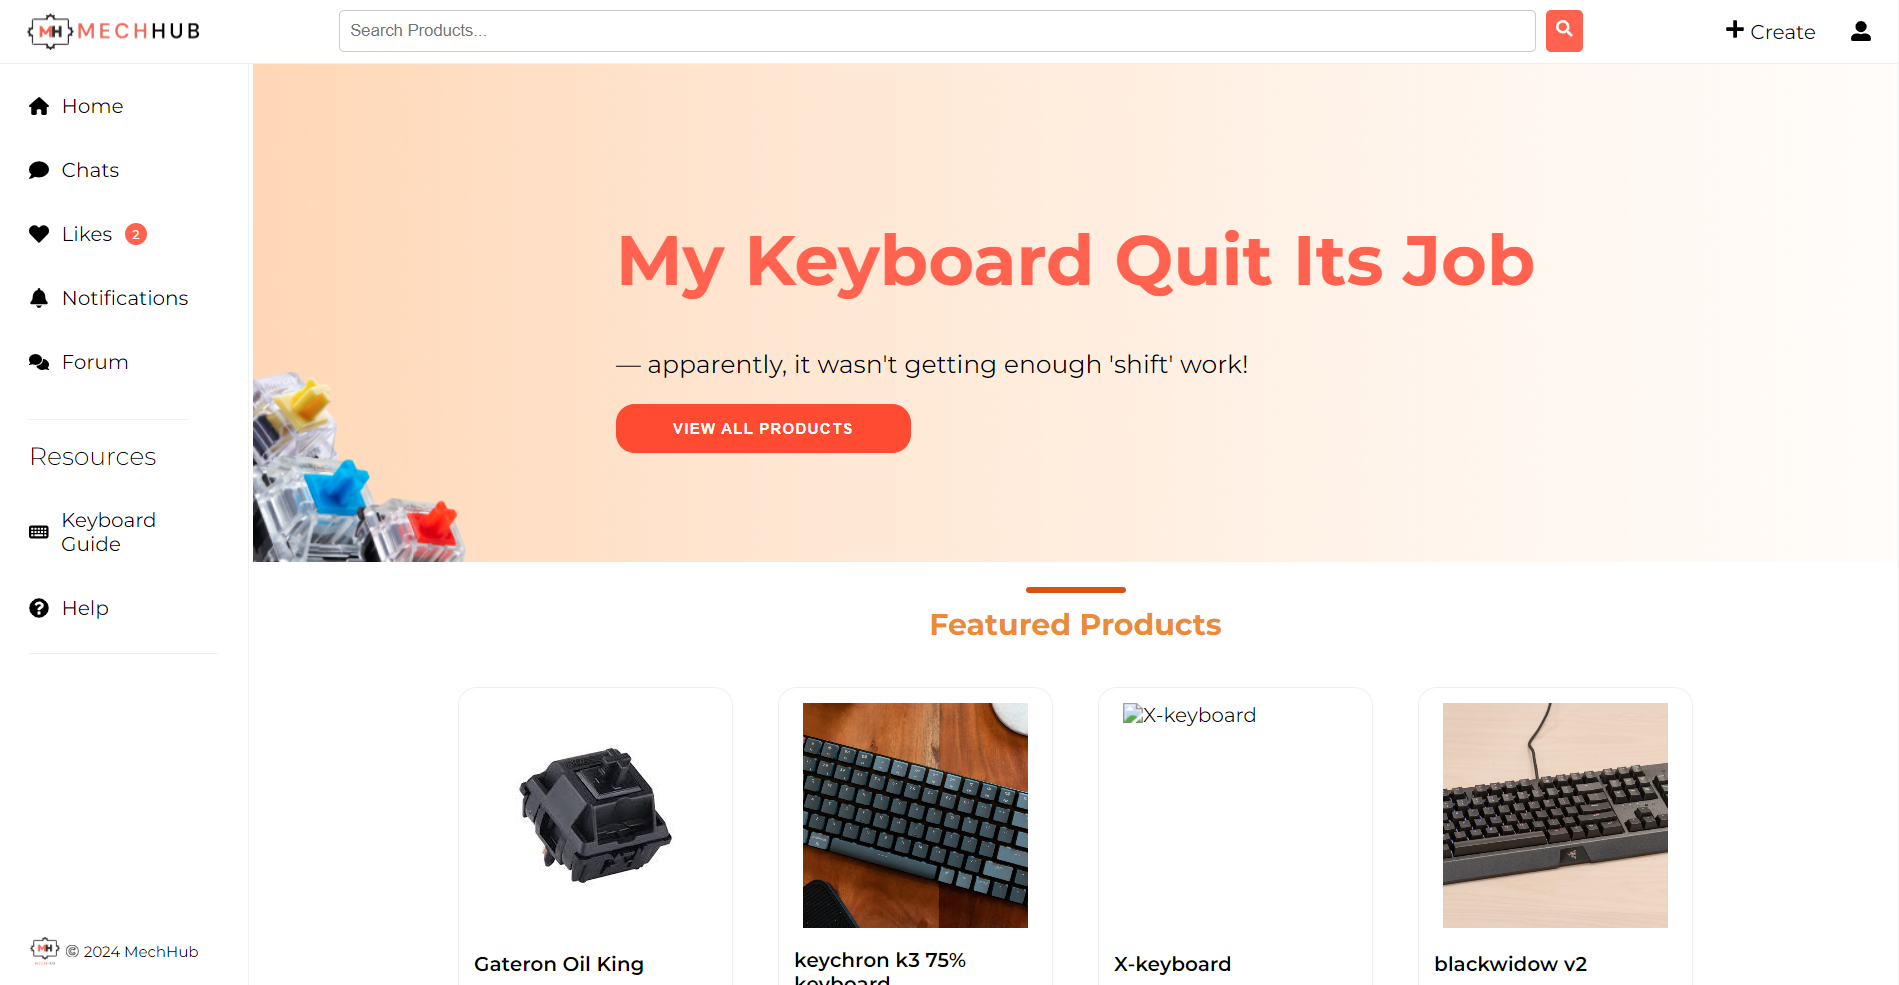 MH MECHHUB
Search Products...
Create
Home
Chats
Likes 2
Notifications
Forum
Resources
Keyboard
Guide
Help
© 2024 MechHub
My Keyboard Quit Its Job
— apparently, it wasn't getting enough 'shift' work!
VIEW ALL PRODUCTS
Featured Products
X-keyboard
Gateron Oil King
keychron k3 75%
keyboard
X-keyboard
blackwidow v2